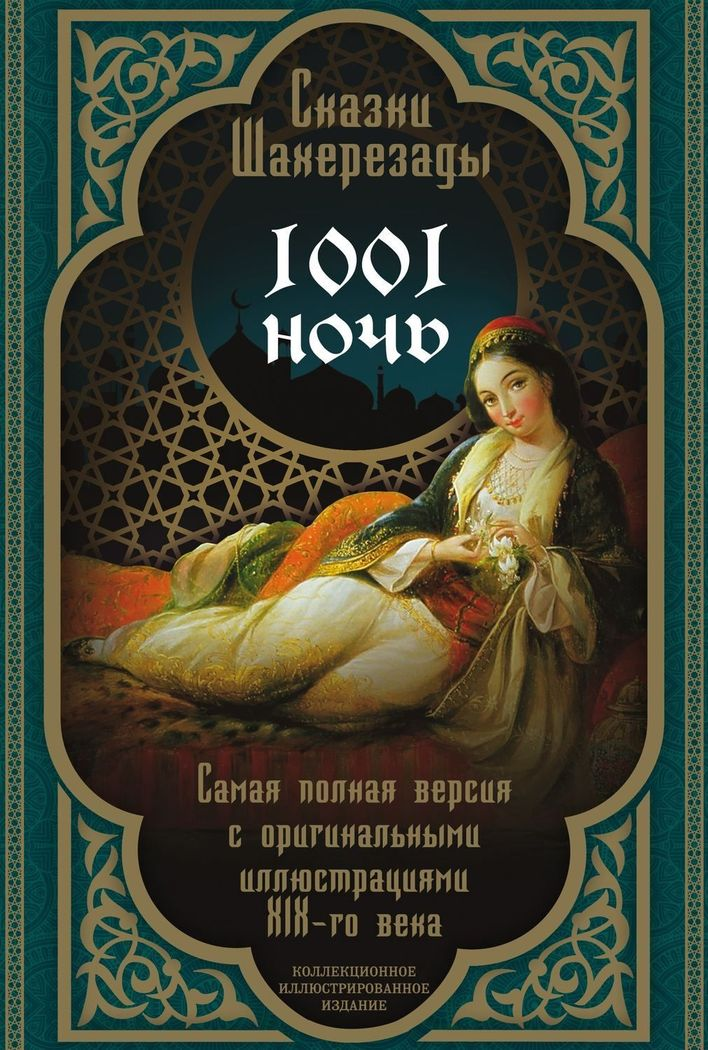 Сказки
Шахерезады
1001
ночь
Самая полная версия
с оригинальными
иллюстрациями
XIX-го века
КОЛЛЕКЦИОННОЕ
ИЛЛЮСТРИРОВАННОЕ
ИЗДАНИЕ